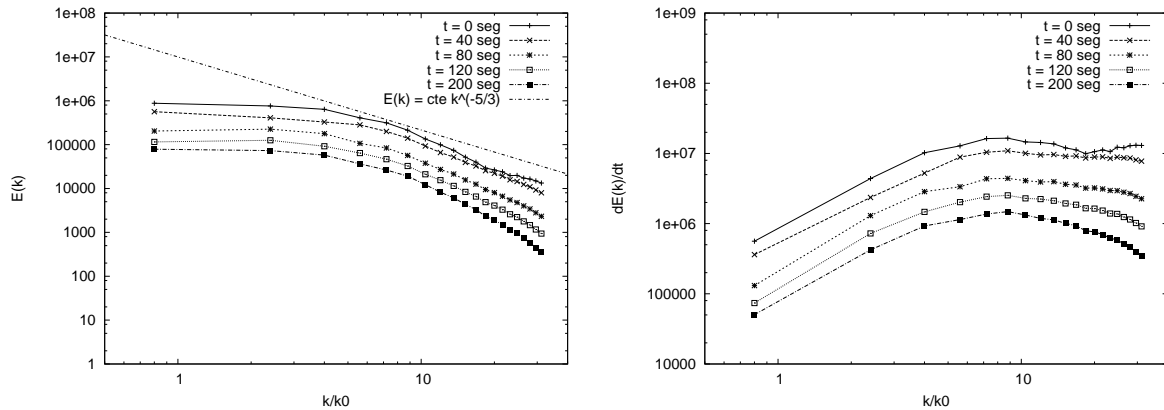 1e+08
1e+07
1e+06
100000
10000
1000
100
10
1
E(k)
1
10
k/k0
t = 0 seg
t = 40 seg
t = 80 seg
t = 120 seg
t = 200 seg
E(k) = cte k^(-5/3)
1e+09
1e+08
1e+07
1e+06
100000
10000
dE(k)/dt
1
10
k/k0
t = 0 seg
t = 40 seg
t = 80 seg
t = 120 seg
t = 200 seg